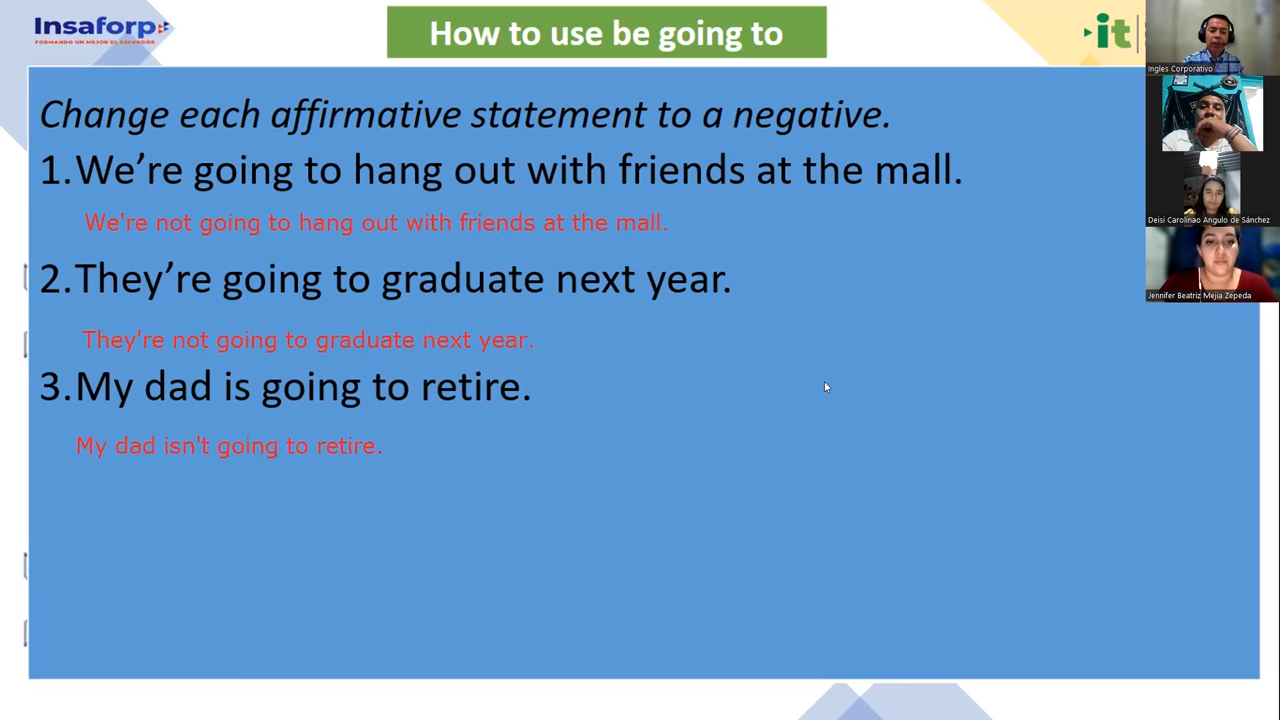 Insaforp
FORMANDO UN MEJOR EL SALVADOR
How to use be going to
it
Ingles Corporativo
Change each affirmative statement to a negative.
1. We’re going to hang out with friends at the mall.
We're not going to hang out with friends at the mall.
Deisi Carolinao Angulo de Sánchez
2. They’re going to graduate next year.
Jennifer Beatriz Mejia Zepeda
They're not going to graduate next year.
3. My dad is going to retire.
My dad isn't going to retire.